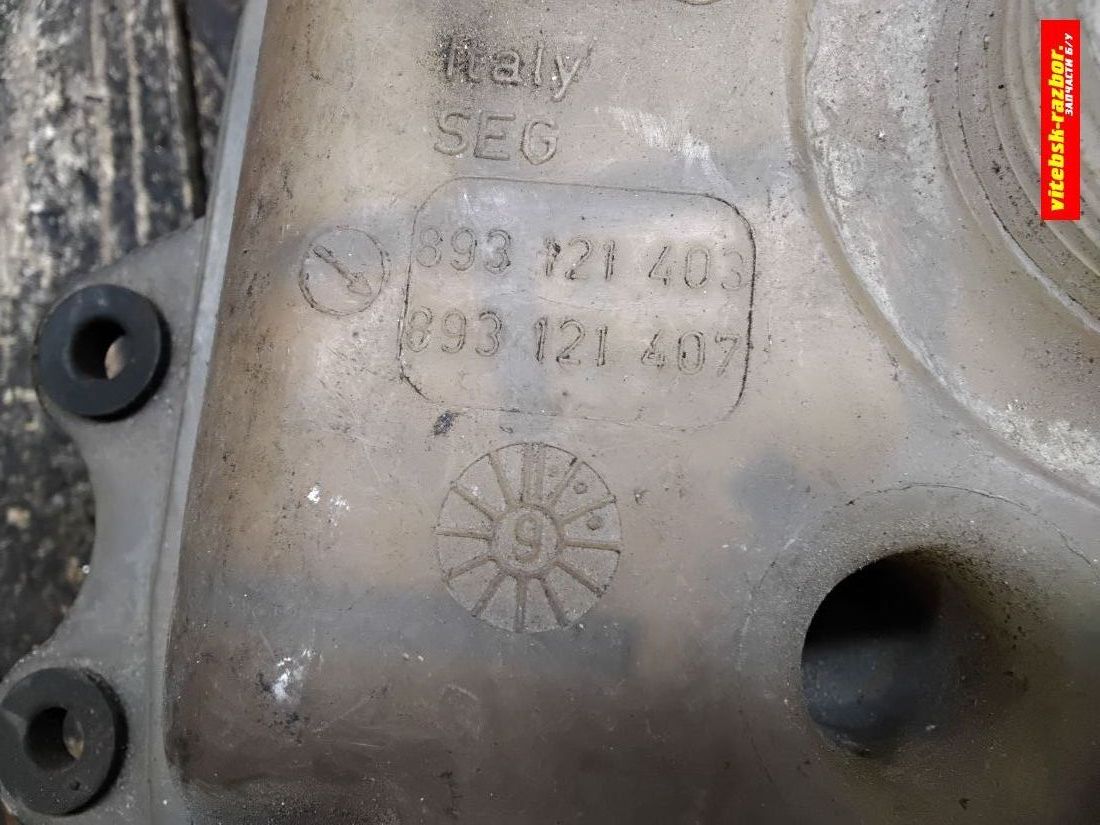 Italy
SEG
893 121 403
893 121 407
9
vitebsk-razbor.
ЗАПЧАСТИ Б/У